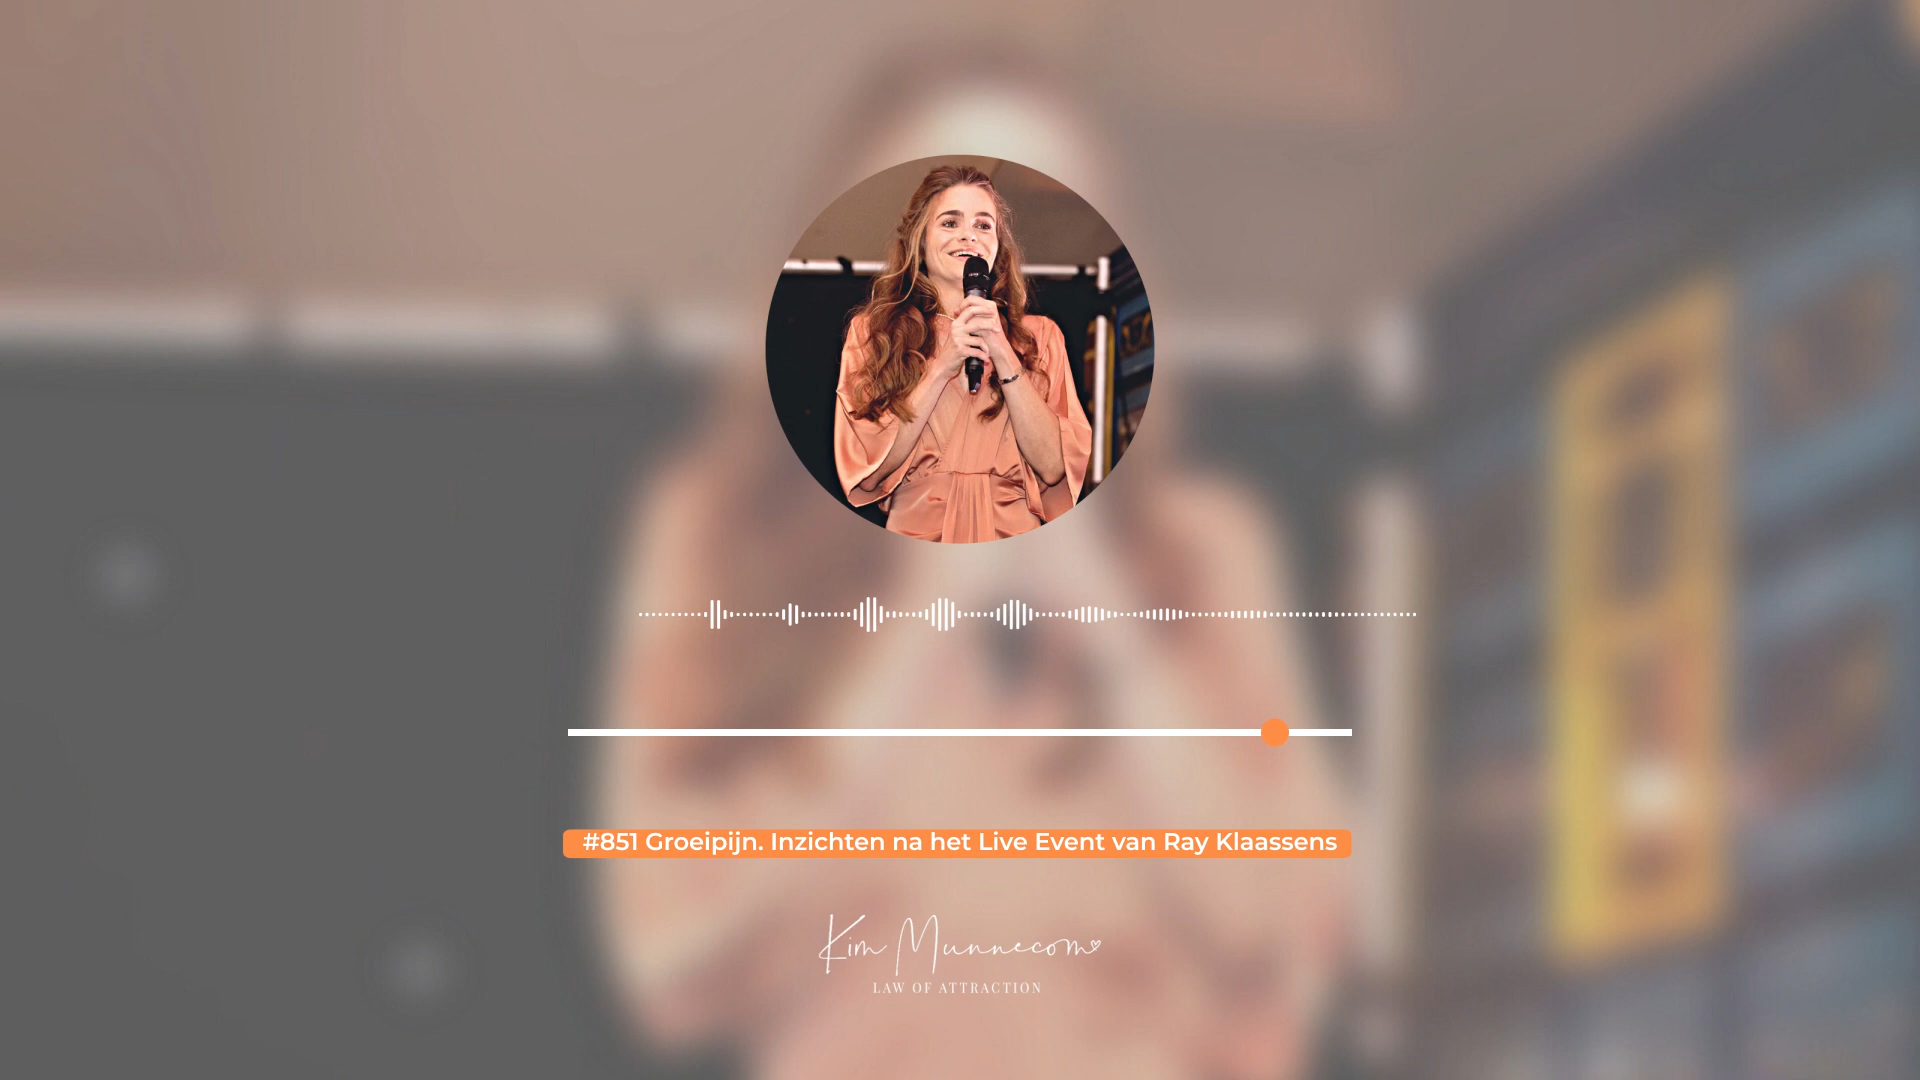 #851 Groeipijn. Inzichten na het Live Event van Ray Klaassens
Kim Munnecom
LAW OF ATTRACTION